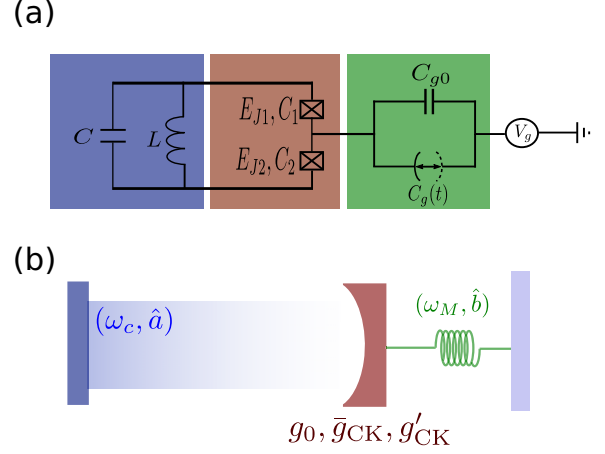 (a)
C_{g0}
E_{J1}, C_1
C
L
V_g
E_{J2}, C_2
C_g(t)
(b)
(ω_c, â)
(ω_M, b̂)
g_0, ḡ_{CK}, g′_{CK}